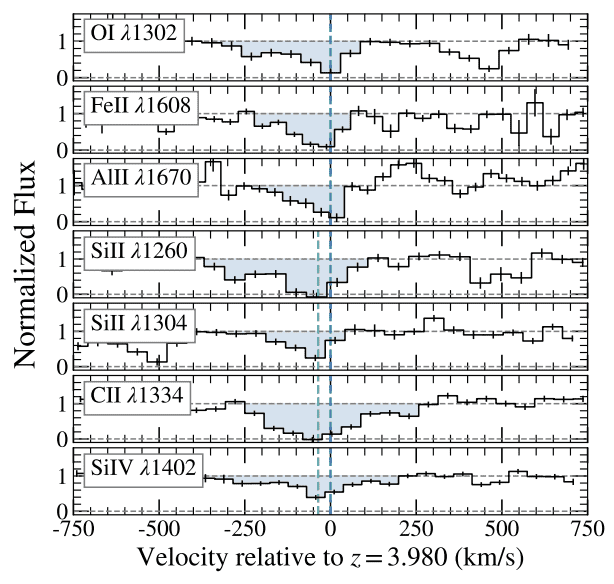 Normalized Flux
OI λ1302
1
0
FeII λ1608
1
0
AlII λ1670
1
0
SiII λ1260
1
0
SiII λ1304
1
0
CII λ1334
1
0
SiIV λ1402
1
0
-750 -500 -250 0 250 500 750
Velocity relative to z = 3.980 (km/s)